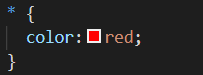 * {
color: red;
}